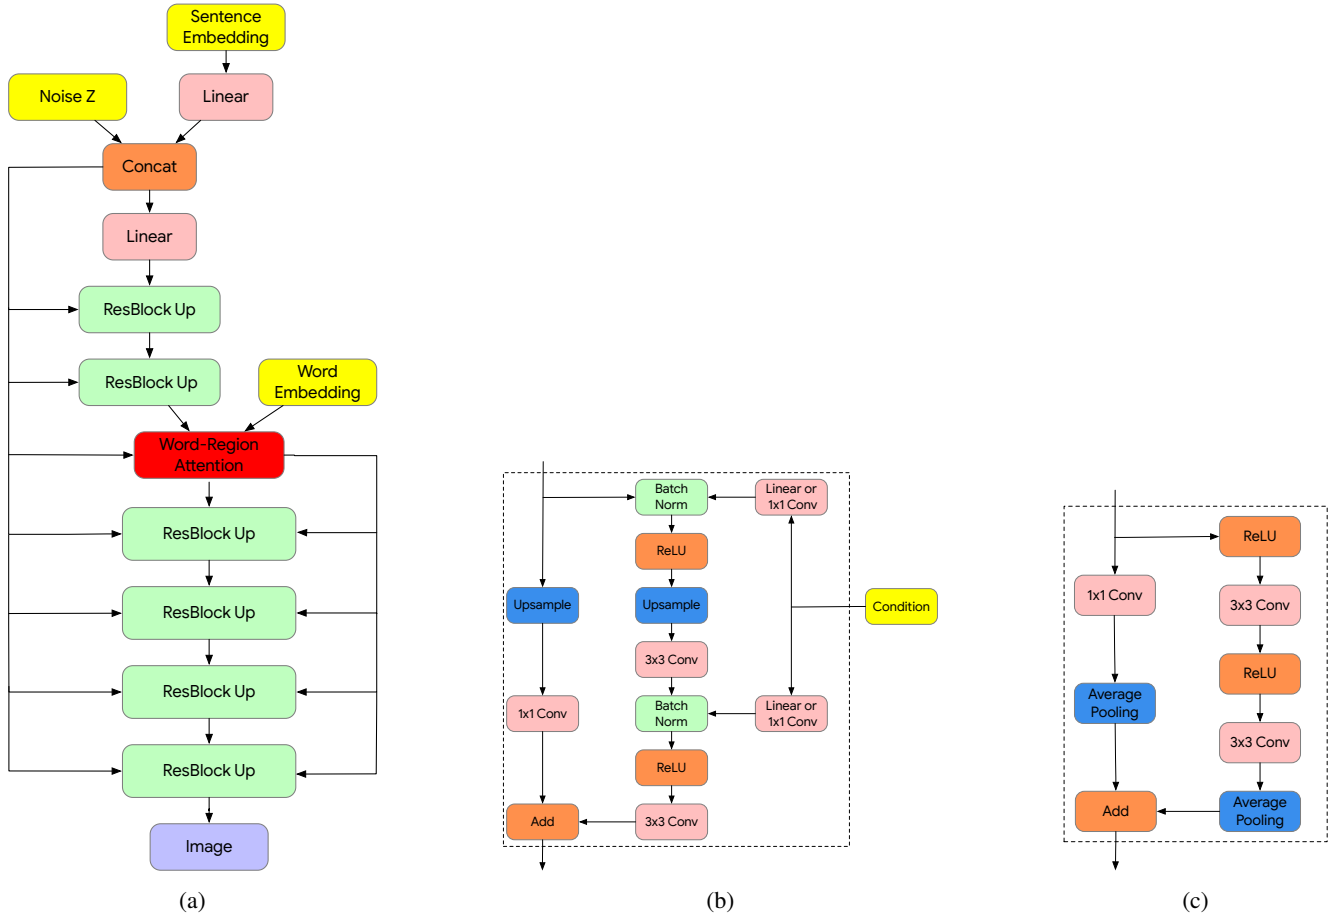 Sentence
Embedding
Noise Z
Linear
Concat
Linear
ResBlock Up
ResBlock Up
Word
Embedding
Word-Region
Attention
ResBlock Up
ResBlock Up
ResBlock Up
ResBlock Up
Image
(a)
Batch
Norm
Linear or
1x1 Conv
ReLU
Upsample
Upsample
Condition
3x3 Conv
1x1 Conv
Batch
Norm
Linear or
1x1 Conv
ReLU
Add
3x3 Conv
(b)
ReLU
1x1 Conv
3x3 Conv
ReLU
Average
Pooling
3x3 Conv
Add
Average
Pooling
(c)